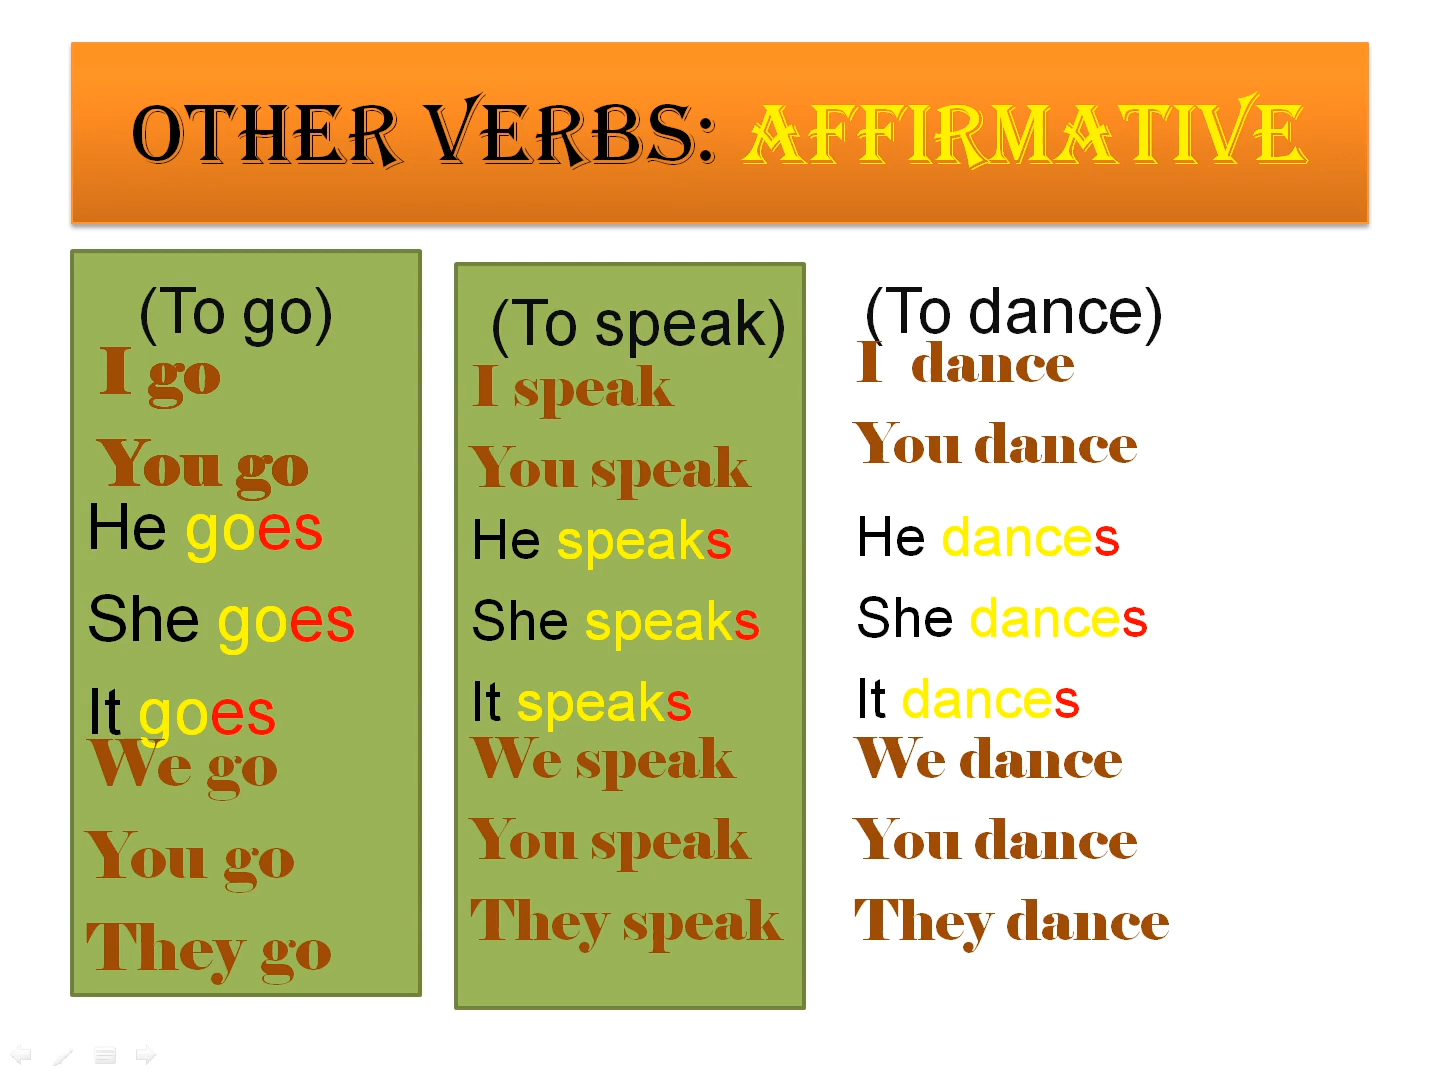 OTHER VERBS: AFFIRMATIVE
(To go)
I go
You go
He goes
She goes
It goes
We go
You go
They go
(To speak)
I speak
You speak
He speaks
She speaks
It speaks
We speak
You speak
They speak
(To dance)
I dance
You dance
He dances
She dances
It dances
We dance
You dance
They dance